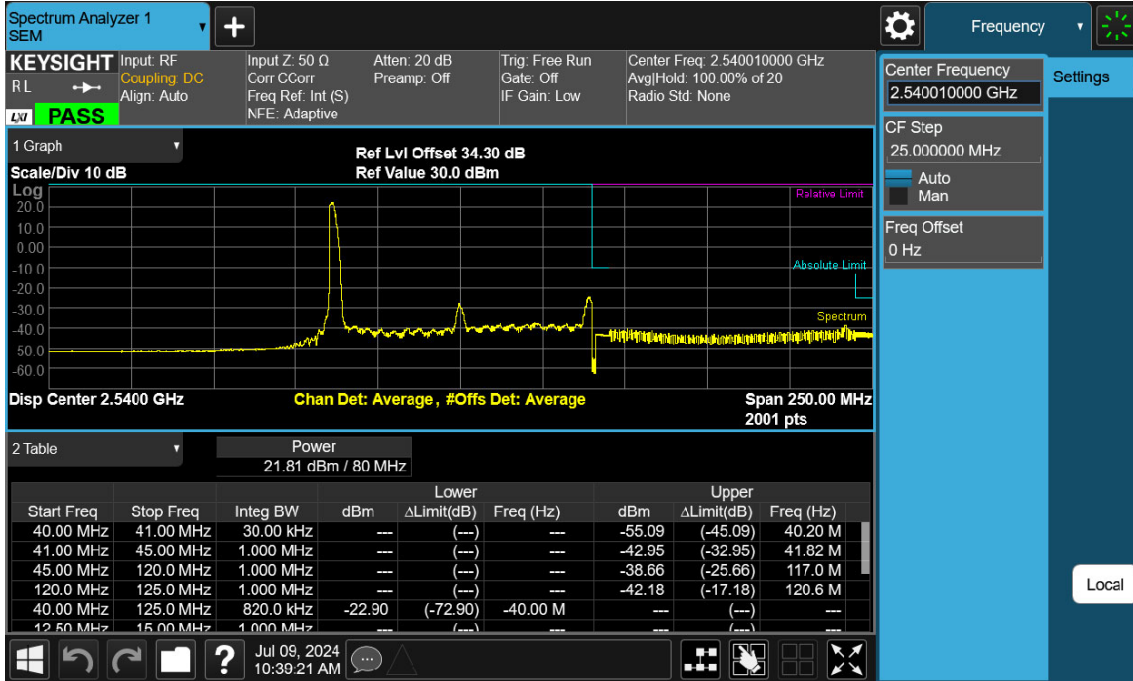 Spectrum Analyzer 1
SEM
Frequency
KEYSIGHT
RL
LXI
PASS
Input: RF
Coupling: DC
Align: Auto
Input Z: 50 Ω
Corr CCorr
Freq Ref: Int (S)
NFE: Adaptive
Atten: 20 dB
Preamp: Off
Trig: Free Run
Gate: Off
IF Gain: Low
Center Freq: 2.540010000 GHz
Avg|Hold: 100.00% of 20
Radio Std: None
Center Frequency
2.540010000 GHz
Settings
CF Step
25.000000 MHz
Auto
Man
Freq Offset
0 Hz
1 Graph
Scale/Div 10 dB
Ref Lvl Offset 34.30 dB
Ref Value 30.0 dBm
Log
20.0
10.0
0.00
-10.0
-20.0
-30.0
-40.0
50.0
-60.0
Relative Limit
Absolute Limit
Spectrum
Disp Center 2.5400 GHz
Chan Det: Average, #Offs Det: Average
Span 250.00 MHz
2001 pts
2 Table
Power
21.81 dBm / 80 MHz
Lower Upper
Start Freq Stop Freq Integ BW dBm ΔLimit(dB) Freq (Hz) dBm ΔLimit(dB) Freq (Hz)
40.00 MHz 41.00 MHz 30.00 kHz --- (---) --- -55.09 (-45.09) 40.20 M
41.00 MHz 45.00 MHz 1.000 MHz --- (---) --- -42.95 (-32.95) 41.82 M
45.00 MHz 120.0 MHz 1.000 MHz --- (---) --- -38.66 (-25.66) 117.0 M
120.0 MHz 125.0 MHz 1.000 MHz --- (---) --- -42.18 (-17.18) 120.6 M
40.00 MHz 125.0 MHz 820.0 kHz -22.90 (-72.90) -40.00 M --- (---) ---
12.50 MHz 15.00 MHz 1.000 MHz --- (---) --- --- (---) ---
Local
?
Jul 09, 2024
10:39:21 AM